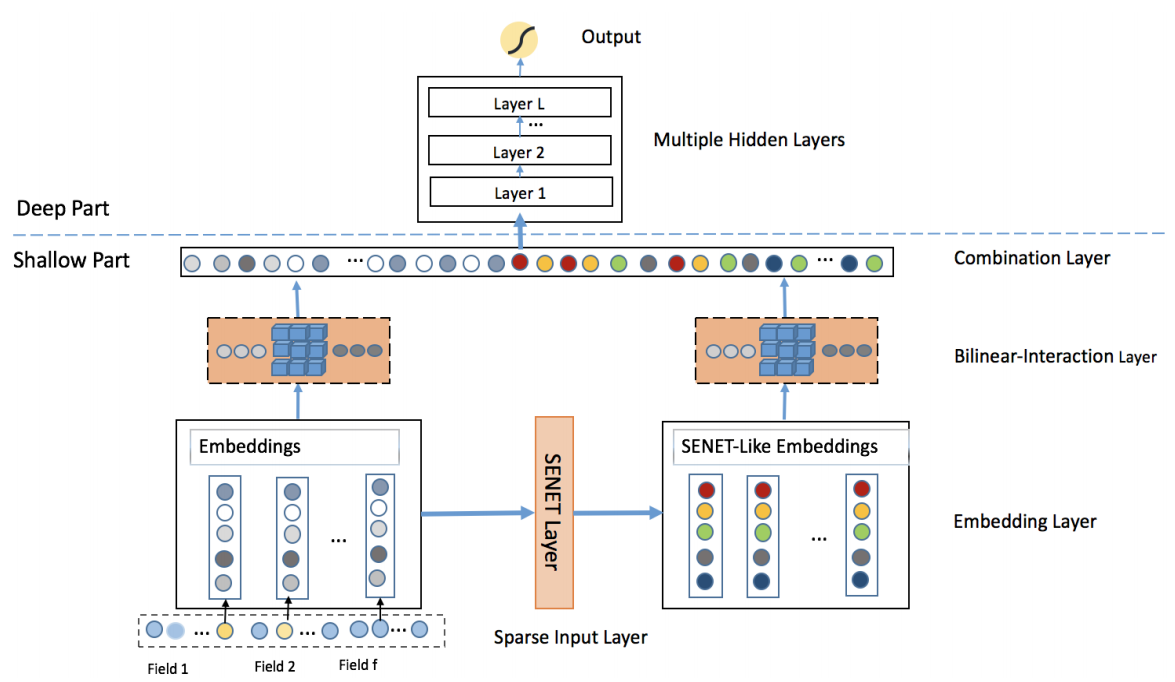 Output
Layer L
...
Layer 2
Multiple Hidden Layers
Layer 1
Deep Part
Shallow Part
... ...
Combination Layer
Bilinear-Interaction Layer
Embeddings
SENET-Like Embeddings
SENET Layer
... ...
Embedding Layer
... ... ...
Sparse Input Layer
Field 1 Field 2 Field f